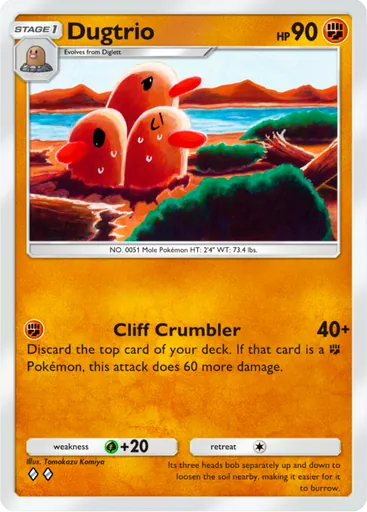 STAGE 1 Dugtrio HP 90
Evolves from Diglett
NO. 0051 Mole Pokémon HT: 2'4" WT: 73.4 lbs.
Cliff Crumbler 40+
Discard the top card of your deck. If that card is a
Pokémon, this attack does 60 more damage.
weakness +20 retreat
Illus. Tomokazu Komiya
Its three heads bob separately up and down to
loosen the soil nearby, making it easier for it
to burrow.